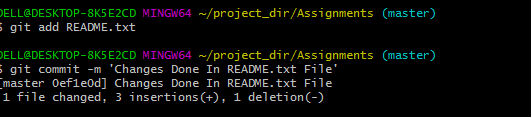 DELL@DESKTOP-8K5E2CD MINGW64 ~/project_dir/Assignments (master)
$ git add README.txt
DELL@DESKTOP-8K5E2CD MINGW64 ~/project_dir/Assignments (master)
$ git commit -m 'Changes Done In README.txt File'
[master 0ef1e0d] Changes Done In README.txt File
1 file changed, 3 insertions(+), 1 deletion(-)